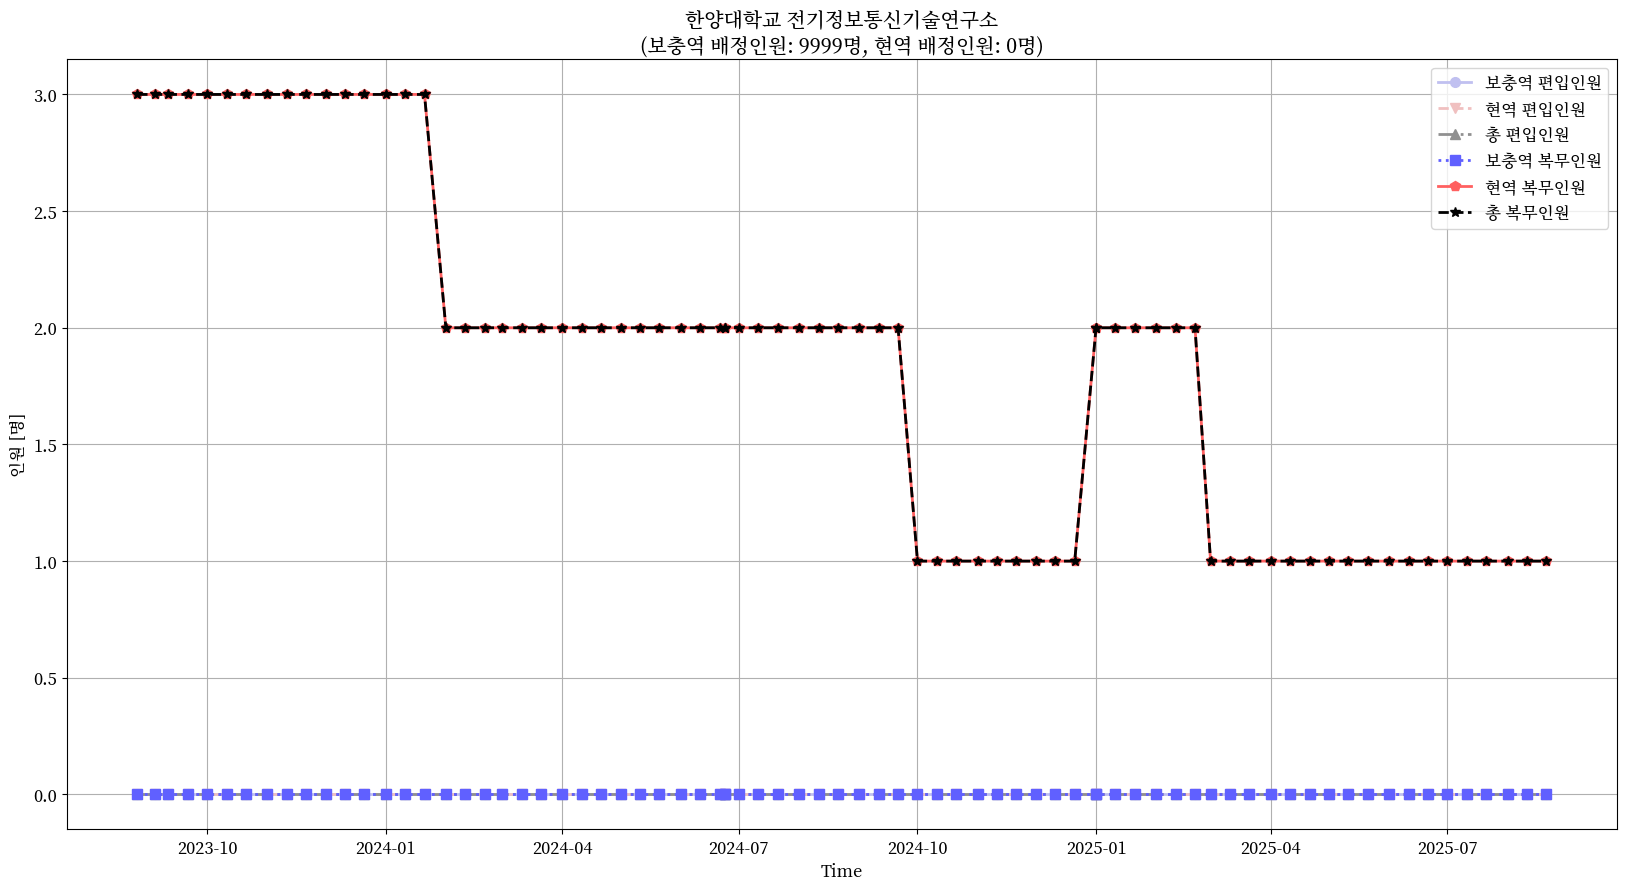 한양대학교 전기정보통신기술연구소
(보충역 배정인원: 9999명, 현역 배정인원: 0명)
보충역 편입인원
현역 편입인원
총 편입인원
보충역 복무인원
현역 복무인원
총 복무인원
인원 [명]
3.0
2.5
2.0
1.5
1.0
0.5
0.0
2023-10
2024-01
2024-04
2024-07
2024-10
2025-01
2025-04
2025-07
Time